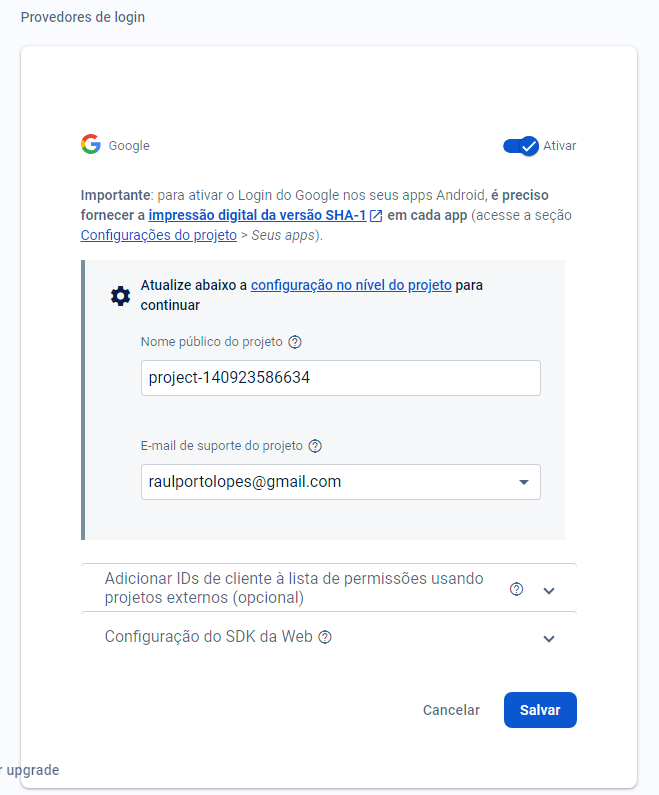 Provedores de login
Google
Ativar
Importante: para ativar o Login do Google nos seus apps Android, é preciso
fornecer a impressão digital da versão SHA-1 em cada app (acesse a seção
Configurações do projeto > Seus apps).
Atualize abaixo a configuração no nível do projeto para
continuar
Nome público do projeto
project-140923586634
E-mail de suporte do projeto
raulportolopes@gmail.com
Adicionar IDs de cliente à lista de permissões usando
projetos externos (opcional)
Configuração do SDK da Web
Cancelar
Salvar
r upgrade